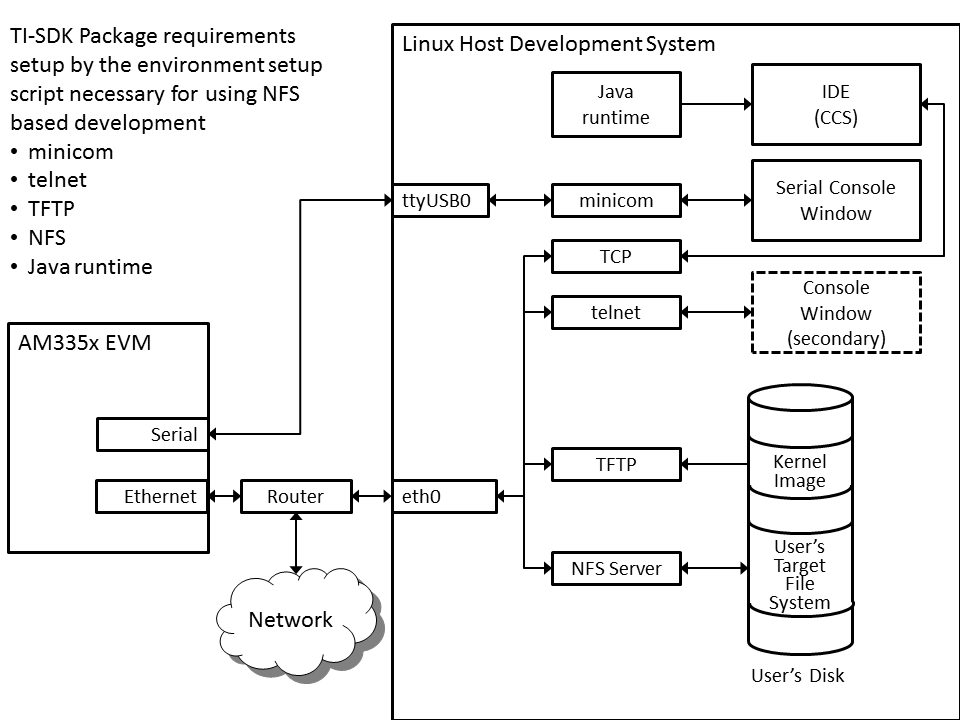 TI-SDK Package requirements
setup by the environment setup
script necessary for using NFS
based development
• minicom
• telnet
• TFTP
• NFS
• Java runtime
Linux Host Development System
Java
runtime
IDE
(CCS)
ttyUSB0
minicom
Serial Console
Window
TCP
telnet
Console
Window
(secondary)
AM335x EVM
Serial
Ethernet
Router
eth0
TFTP
Kernel
Image
NFS Server
User’s
Target
File
System
Network
User’s Disk